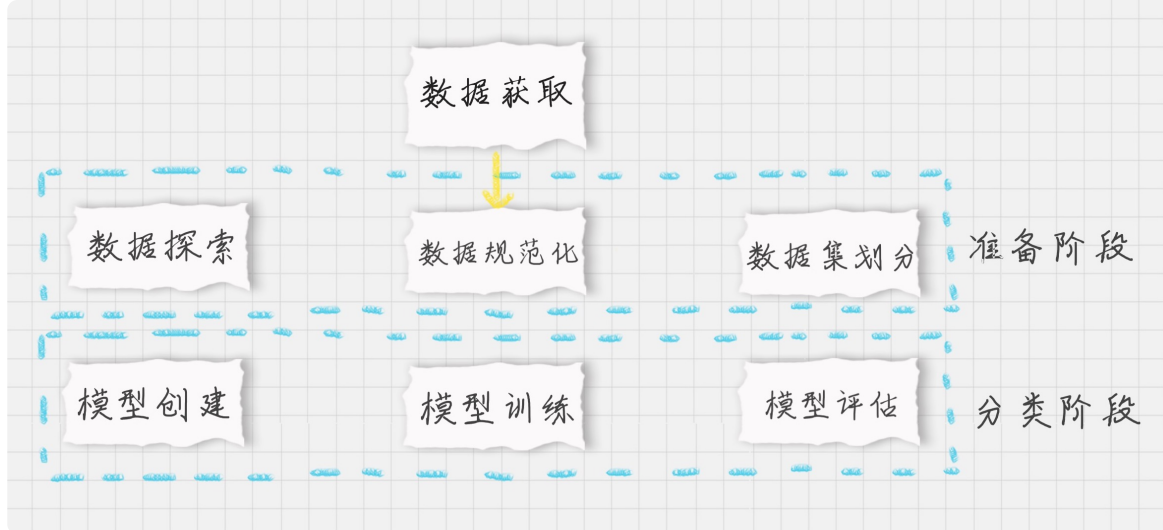 数据获取
数据探索
数据规范化
数据集划分
准备阶段
模型创建
模型训练
模型评估
分类阶段